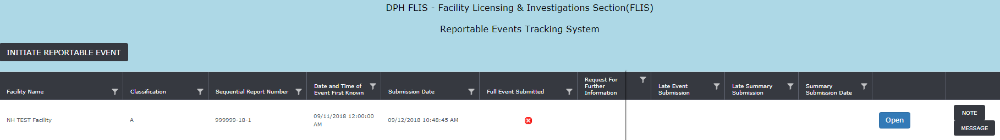 DPH FLIS - Facility Licensing & Investigations Section(FLIS)
Reportable Events Tracking System
INITIATE REPORTABLE EVENT
Facility Name
Classification
Sequential Report Number
Date and Time of
Event First Known
Submission Date
Full Event Submitted
Request For
Further
Information
Late Event
Submission
Late Summary
Submission
Summary
Submission Date
NH TEST Facility
A
999999-18-1
09/11/2018 12:00:00
AM
09/12/2018 10:48:45 AM
Open
NOTE
MESSAGE